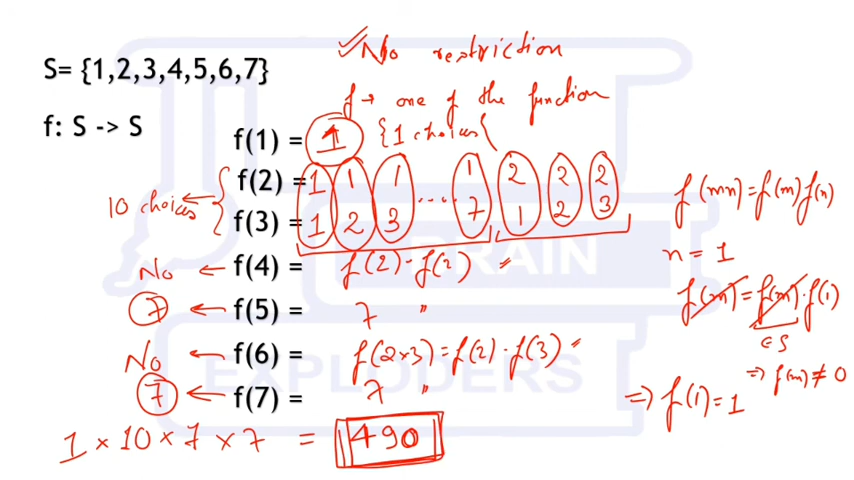 ✓No restriction
S= {1,2,3,4,5,6,7}
f → one of the function
f: S -> S
f(1) = 1 {1 choices{
10 choices ← { f(2) = 1 1 1 .... 1 2 2 2
f(3) = 1 2 3 7 1 2 3
f(mn) = f(m) f(n)
n = 1
No ← f(4) = f(2) · f(2) =
f(m) = f(m) · f(1)
∈ S
7 ← f(5) = 7 "
No ← f(6) = f(2×3) = f(2) · f(3) =
⇒ f(m) ≠ 0
7 ← f(7) = 7 "
⇒ f(1) = 1
1 × 10 × 7 × 7 = 490
BRAIN
EXPLODERS